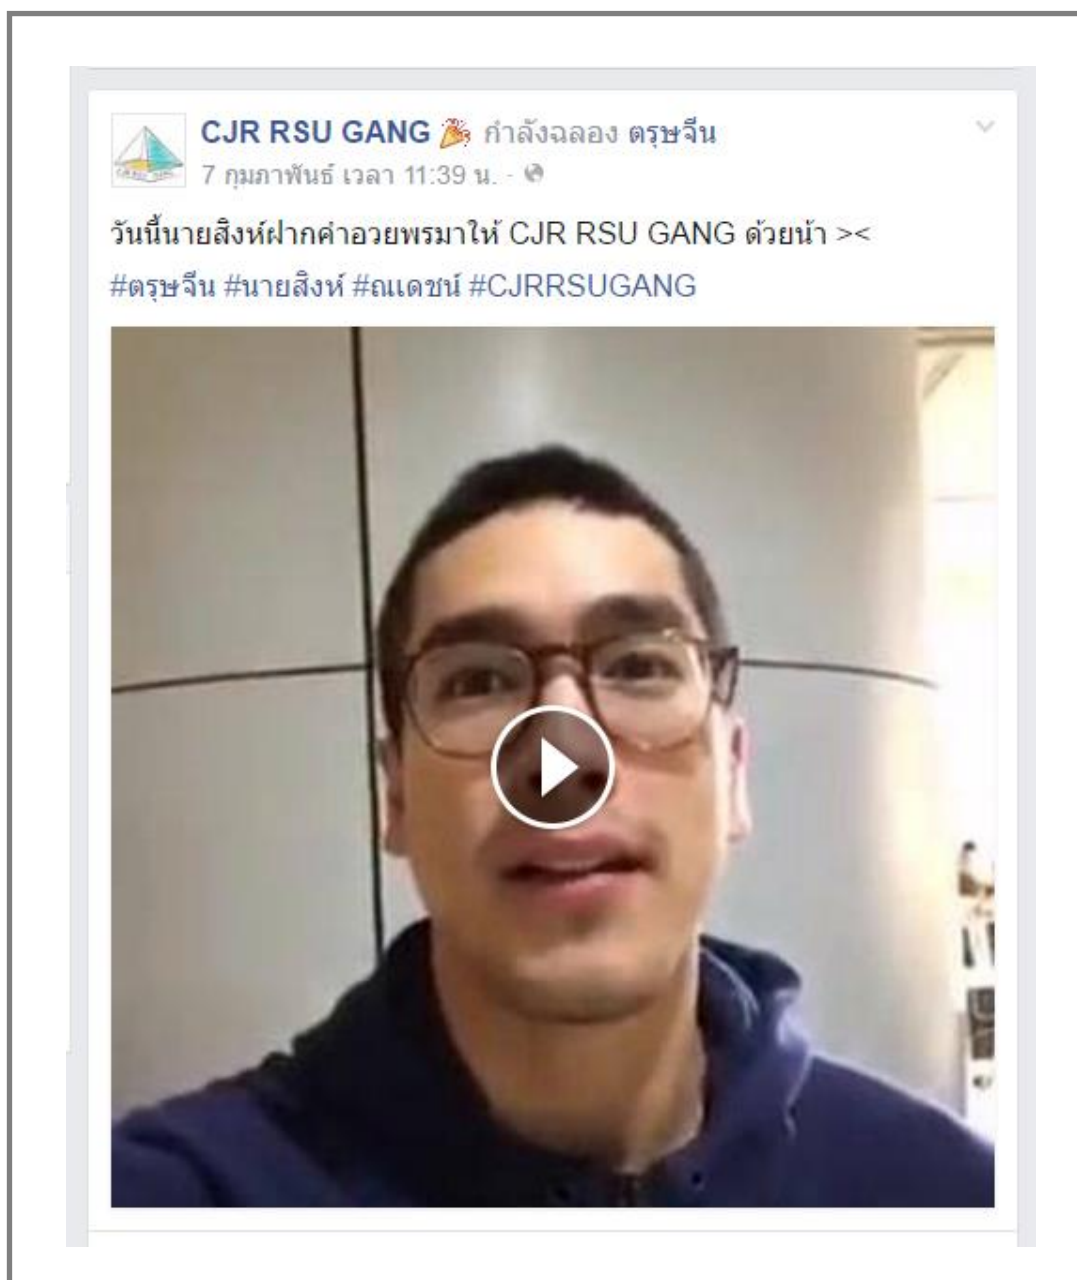 CJR RSU GANG 🎉 กำลังฉลอง ตรุษจีน
7 กุมภาพันธ์ เวลา 11:39 น. ·
วันนี้นายสิงห์ฝากคำอวยพรมาให้ CJR RSU GANG ด้วยน้า ><
#ตรุษจีน #นายสิงห์ #ณเดชน์ #CJRRSUGANG